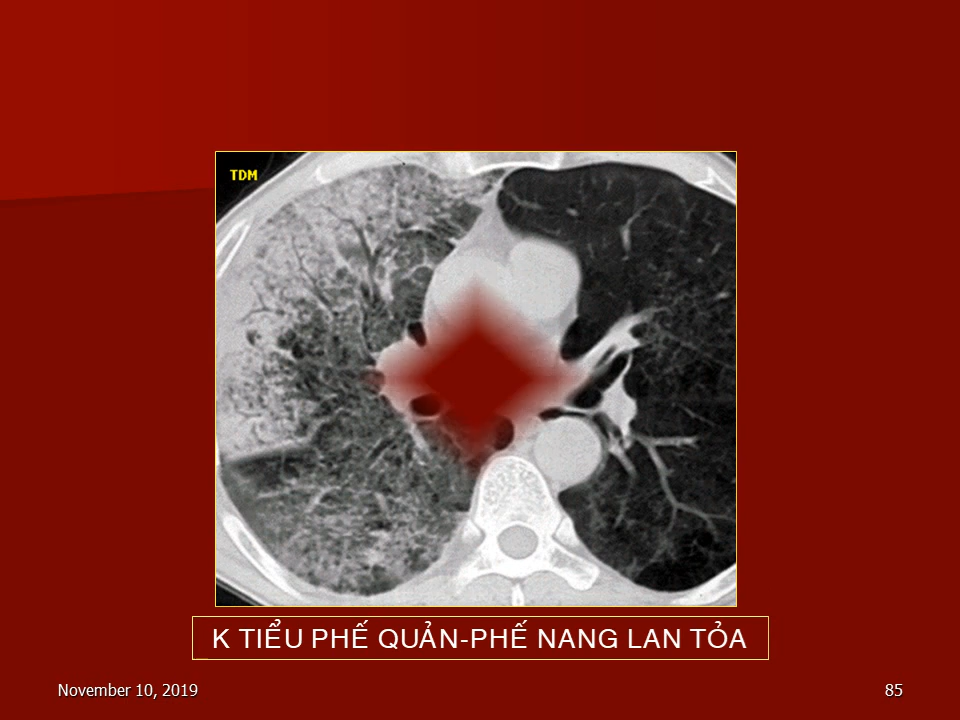 TDM
K TIỂU PHẾ QUẢN-PHẾ NANG LAN TỎA
November 10, 2019
85